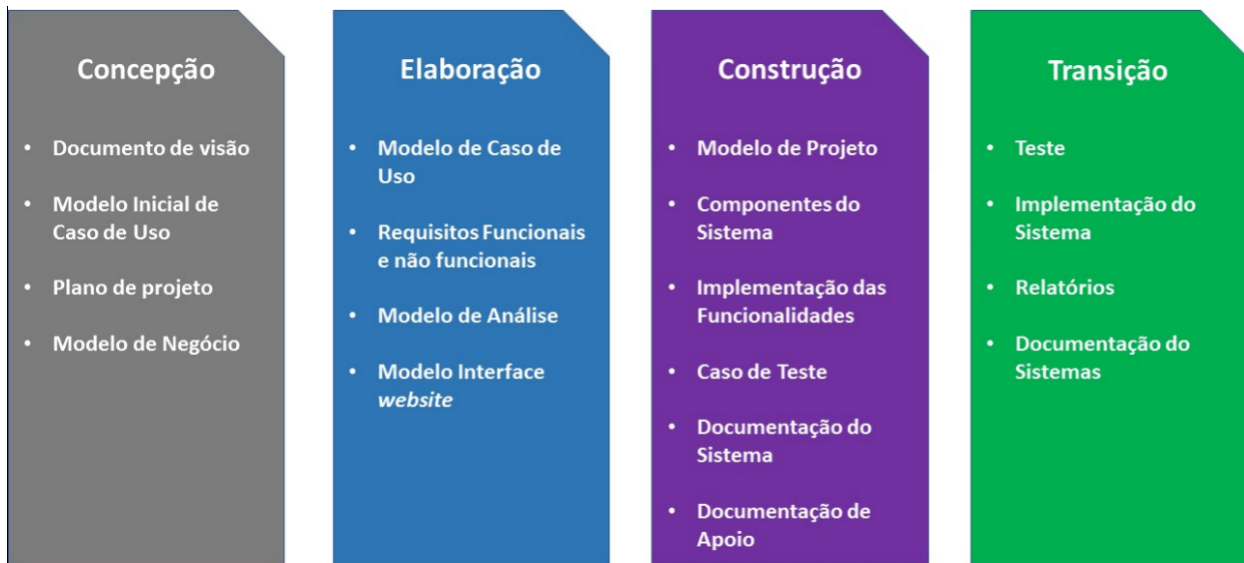 Concepção
• Documento de visão
• Modelo Inicial de
Caso de Uso
• Plano de projeto
• Modelo de Negócio
Elaboração
• Modelo de Caso de
Uso
• Requisitos Funcionais
e não funcionais
• Modelo de Análise
• Modelo Interface
website
Construção
• Modelo de Projeto
• Componentes do
Sistema
• Implementação das
Funcionalidades
• Caso de Teste
• Documentação do
Sistema
• Documentação de
Apoio
Transição
• Teste
• Implementação do
Sistema
• Relatórios
• Documentação do
Sistemas